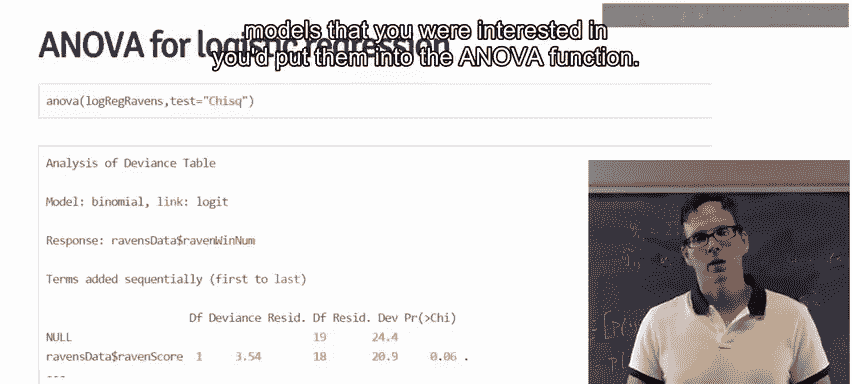 models that you were interested in
ANOVA for logistic regression
you'd put them into the ANOVA function.
anova(logRegRavens,test="Chisq")
Analysis of Deviance Table
Model: binomial, link: logit
Response: ravensData$ravenWinNum
Terms added sequentially (first to last)
Df Deviance Resid. Df Resid. Dev Pr(>Chi)
NULL 19 24.4
ravensData$ravenScore 1 3.54 18 20.9 0.06 .
---